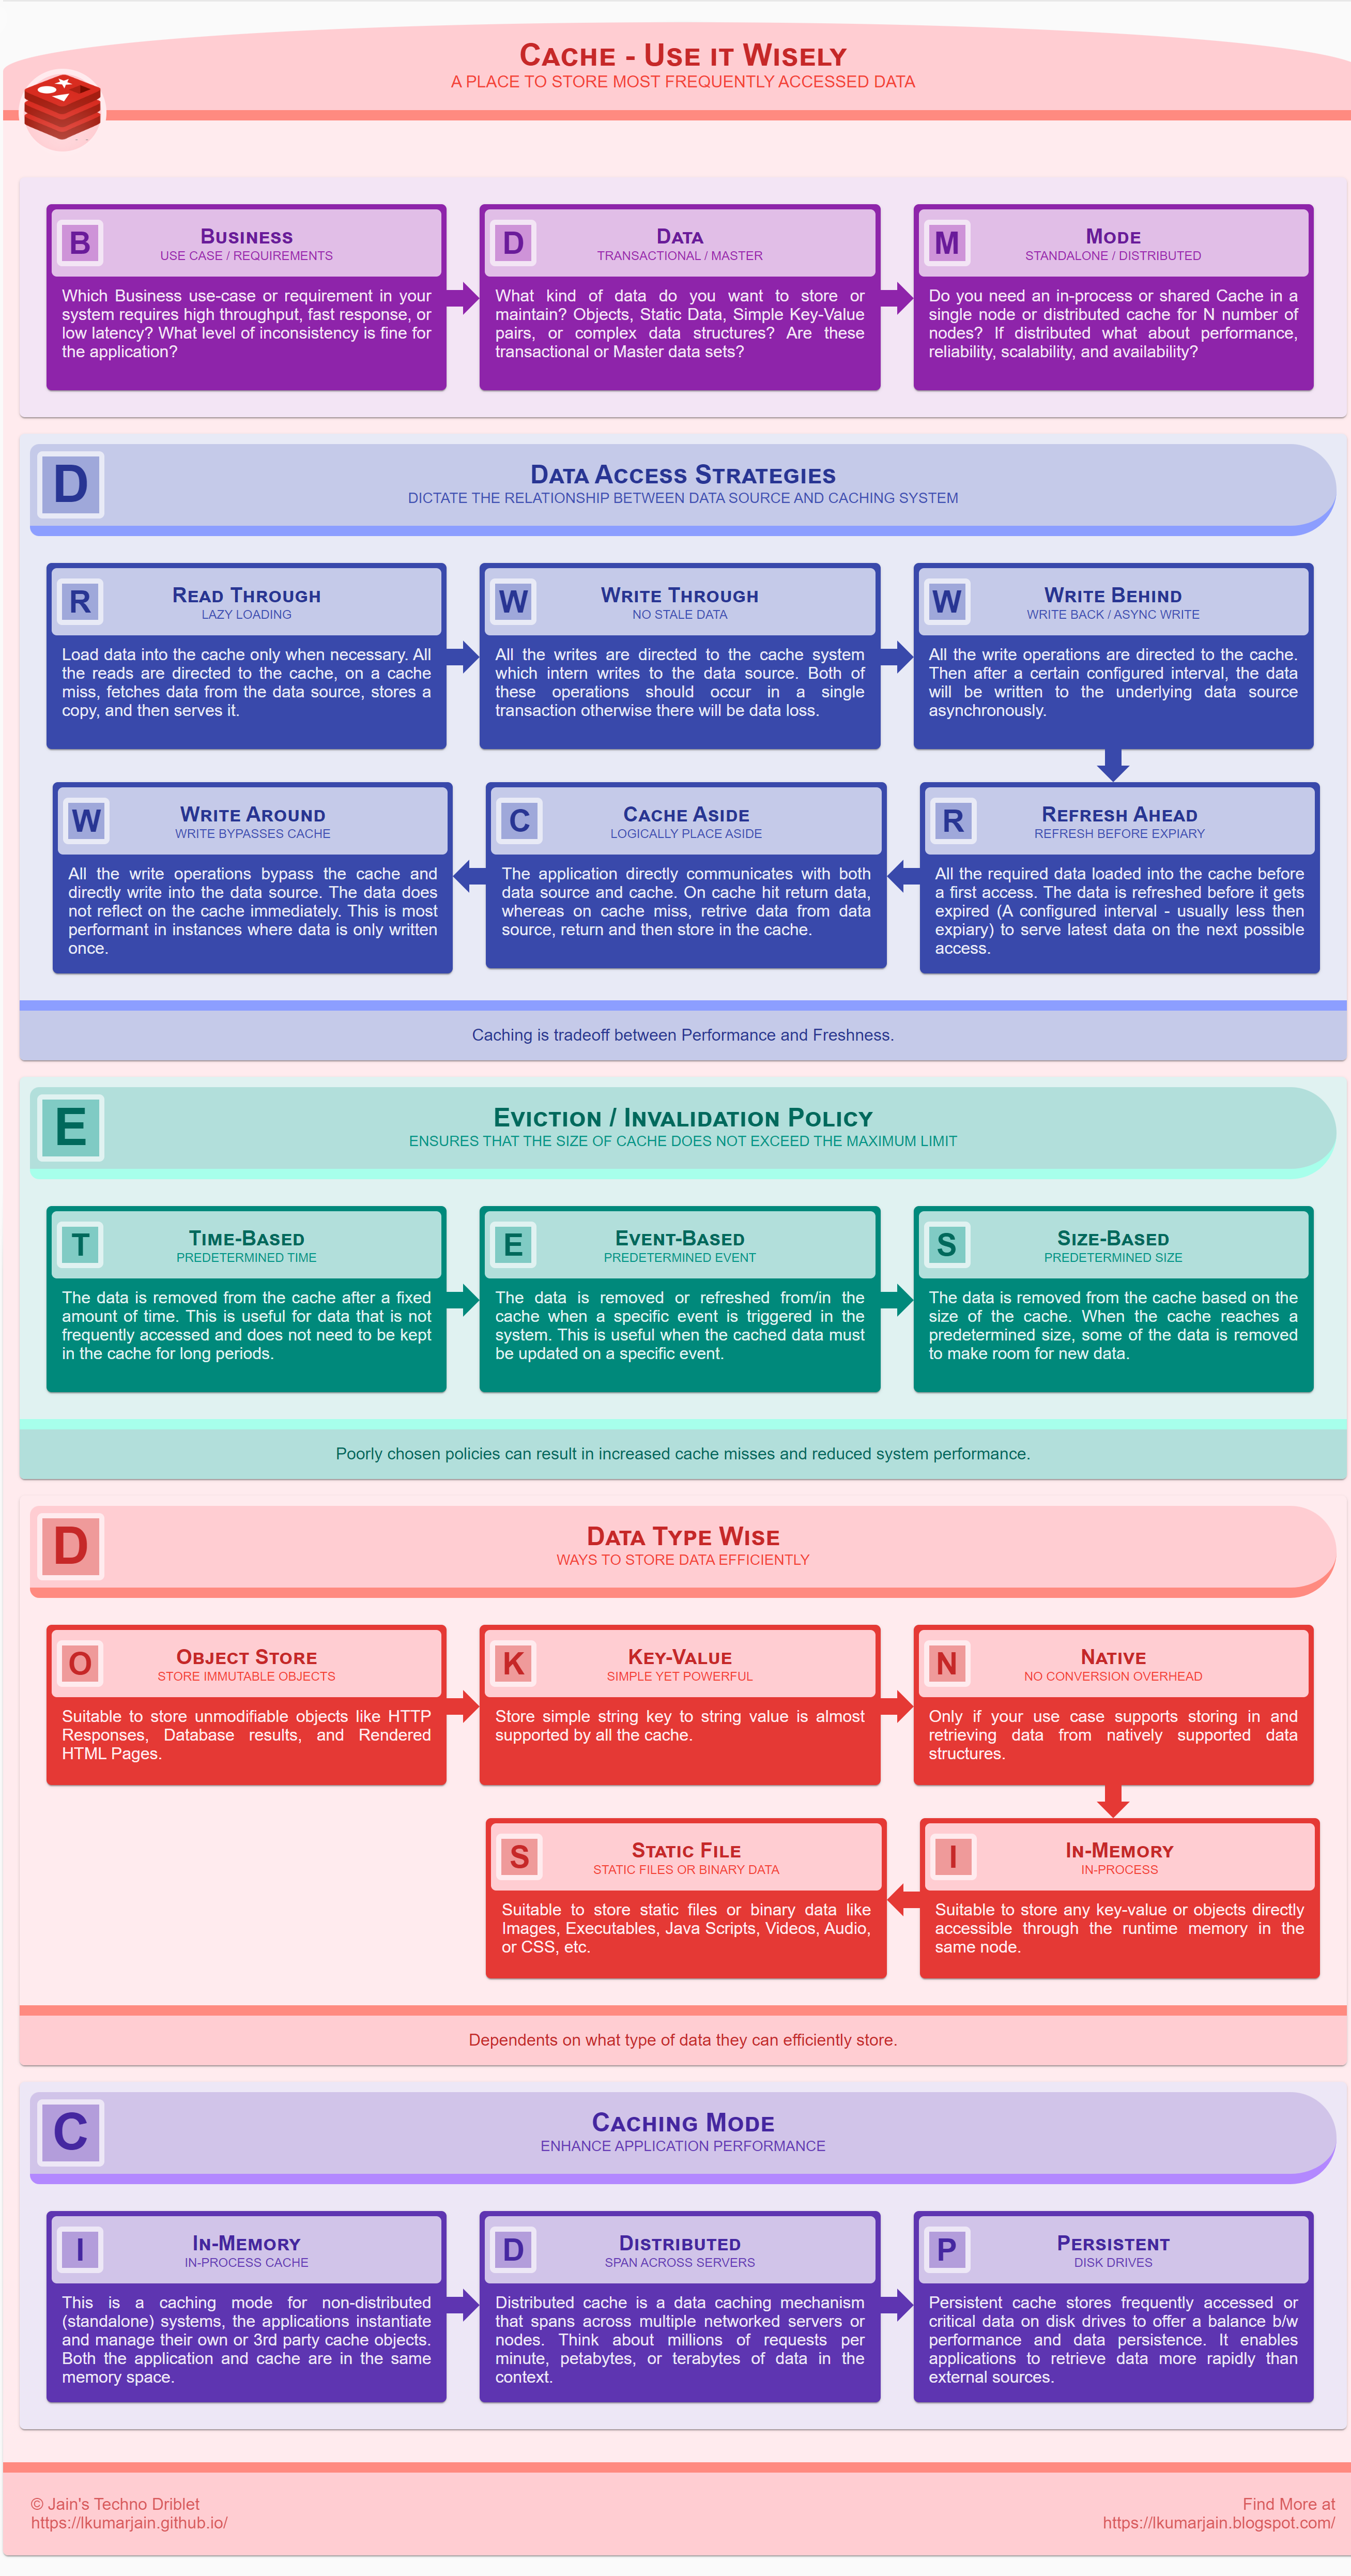 Cache - Use it Wisely
A PLACE TO STORE MOST FREQUENTLY ACCESSED DATA
B
Business
USE CASE / REQUIREMENTS
Which Business use-case or requirement in your
system requires high throughput, fast response, or
low latency? What level of inconsistency is fine for
the application?
D
Data
TRANSACTIONAL / MASTER
What kind of data do you want to store or
maintain? Objects, Static Data, Simple Key-Value
pairs, or complex data structures? Are these
transactional or Master data sets?
M
Mode
STANDALONE / DISTRIBUTED
Do you need an in-process or shared Cache in a
single node or distributed cache for N number of
nodes? If distributed what about performance,
reliability, scalability, and availability?
D
Data Access Strategies
DICTATE THE RELATIONSHIP BETWEEN DATA SOURCE AND CACHING SYSTEM
R
Read Through
LAZY LOADING
Load data into the cache only when necessary. All
the reads are directed to the cache, on a cache
miss, fetches data from the data source, stores a
copy, and then serves it.
W
Write Through
NO STALE DATA
All the writes are directed to the cache system
which intern writes to the data source. Both of
these operations should occur in a single
transaction otherwise there will be data loss.
W
Write Behind
WRITE BACK / ASYNC WRITE
All the write operations are directed to the cache.
Then after a certain configured interval, the data
will be written to the underlying data source
asynchronously.
W
Write Around
WRITE BYPASSES CACHE
All the write operations bypass the cache and
directly write into the data source. The data does
not reflect on the cache immediately. This is most
performant in instances where data is only written
once.
C
Cache Aside
LOGICALLY PLACE ASIDE
The application directly communicates with both
data source and cache. On cache hit return data,
whereas on cache miss, retrive data from data
source, return and then store in the cache.
R
Refresh Ahead
REFRESH BEFORE EXPIARY
All the required data loaded into the cache before
a first access. The data is refreshed before it gets
expired (A configured interval - usually less then
expiary) to serve latest data on the next possible
access.
Caching is tradeoff between Performance and Freshness.
E
Eviction / Invalidation Policy
ENSURES THAT THE SIZE OF CACHE DOES NOT EXCEED THE MAXIMUM LIMIT
T
Time-Based
PREDETERMINED TIME
The data is removed from the cache after a fixed
amount of time. This is useful for data that is not
frequently accessed and does not need to be kept
in the cache for long periods.
E
Event-Based
PREDETERMINED EVENT
The data is removed or refreshed from/in the
cache when a specific event is triggered in the
system. This is useful when the cached data must
be updated on a specific event.
S
Size-Based
PREDETERMINED SIZE
The data is removed from the cache based on the
size of the cache. When the cache reaches a
predetermined size, some of the data is removed
to make room for new data.
Poorly chosen policies can result in increased cache misses and reduced system performance.
D
Data Type Wise
WAYS TO STORE DATA EFFICIENTLY
O
Object Store
STORE IMMUTABLE OBJECTS
Suitable to store unmodifiable objects like HTTP
Responses, Database results, and Rendered
HTML Pages.
K
Key-Value
SIMPLE YET POWERFUL
Store simple string key to string value is almost
supported by all the cache.
N
Native
NO CONVERSION OVERHEAD
Only if your use case supports storing in and
retrieving data from natively supported data
structures.
S
Static File
STATIC FILES OR BINARY DATA
Suitable to store static files or binary data like
Images, Executables, Java Scripts, Videos, Audio,
or CSS, etc.
I
In-Memory
IN-PROCESS
Suitable to store any key-value or objects directly
accessible through the runtime memory in the
same node.
Dependents on what type of data they can efficiently store.
C
Caching Mode
ENHANCE APPLICATION PERFORMANCE
I
In-Memory
IN-PROCESS CACHE
This is a caching mode for non-distributed
(standalone) systems, the applications instantiate
and manage their own or 3rd party cache objects.
Both the application and cache are in the same
memory space.
D
Distributed
SPAN ACROSS SERVERS
Distributed cache is a data caching mechanism
that spans across multiple networked servers or
nodes. Think about millions of requests per
minute, petabytes, or terabytes of data in the
context.
P
Persistent
DISK DRIVES
Persistent cache stores frequently accessed or
critical data on disk drives to offer a balance b/w
performance and data persistence. It enables
applications to retrieve data more rapidly than
external sources.
© Jain's Techno Driblet
https://lkumarjain.github.io/
Find More at
https://lkumarjain.blogspot.com/